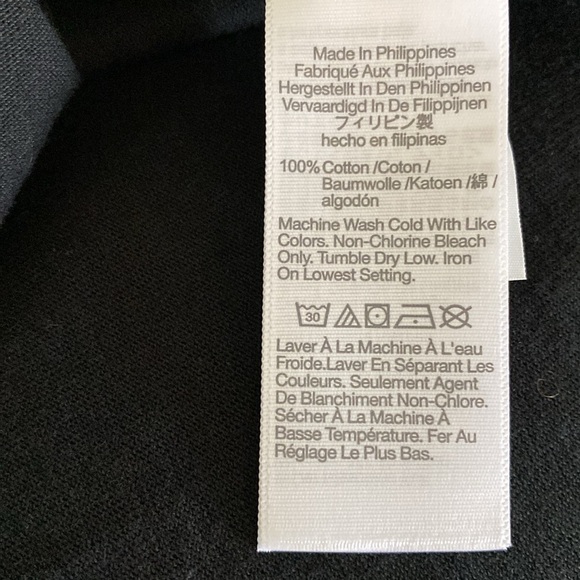 Made In Philippines
Fabriqué Aux Philippines
Hergestellt In Den Philippinen
Vervaardigd In De Filippijnen
フィリピン製
hecho en filipinas
100% Cotton /Coton /
Baumwolle /Katoen /綿 /
algodón
Machine Wash Cold With Like
Colors. Non-Chlorine Bleach
Only. Tumble Dry Low. Iron
On Lowest Setting.
30
Laver À La Machine À L'eau
Froide.Laver En Séparant Les
Couleurs. Seulement Agent
De Blanchiment Non-Chlore.
Sécher À La Machine À
Basse Température. Fer Au
Réglage Le Plus Bas.